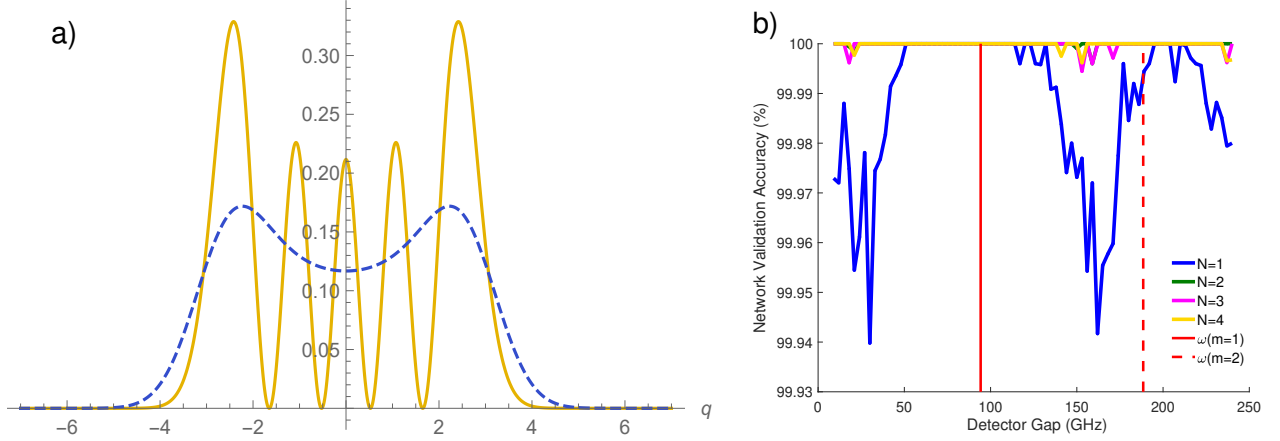 a)
0.30
0.25
0.20
0.15
0.10
0.05
-6
-4
-2
2
4
6
q
b)
Network Validation Accuracy (%)
100
99.99
99.98
99.97
99.96
99.95
99.94
99.93
0
50
100
150
200
250
Detector Gap (GHz)
N=1
N=2
N=3
N=4
ω(m=1)
ω(m=2)